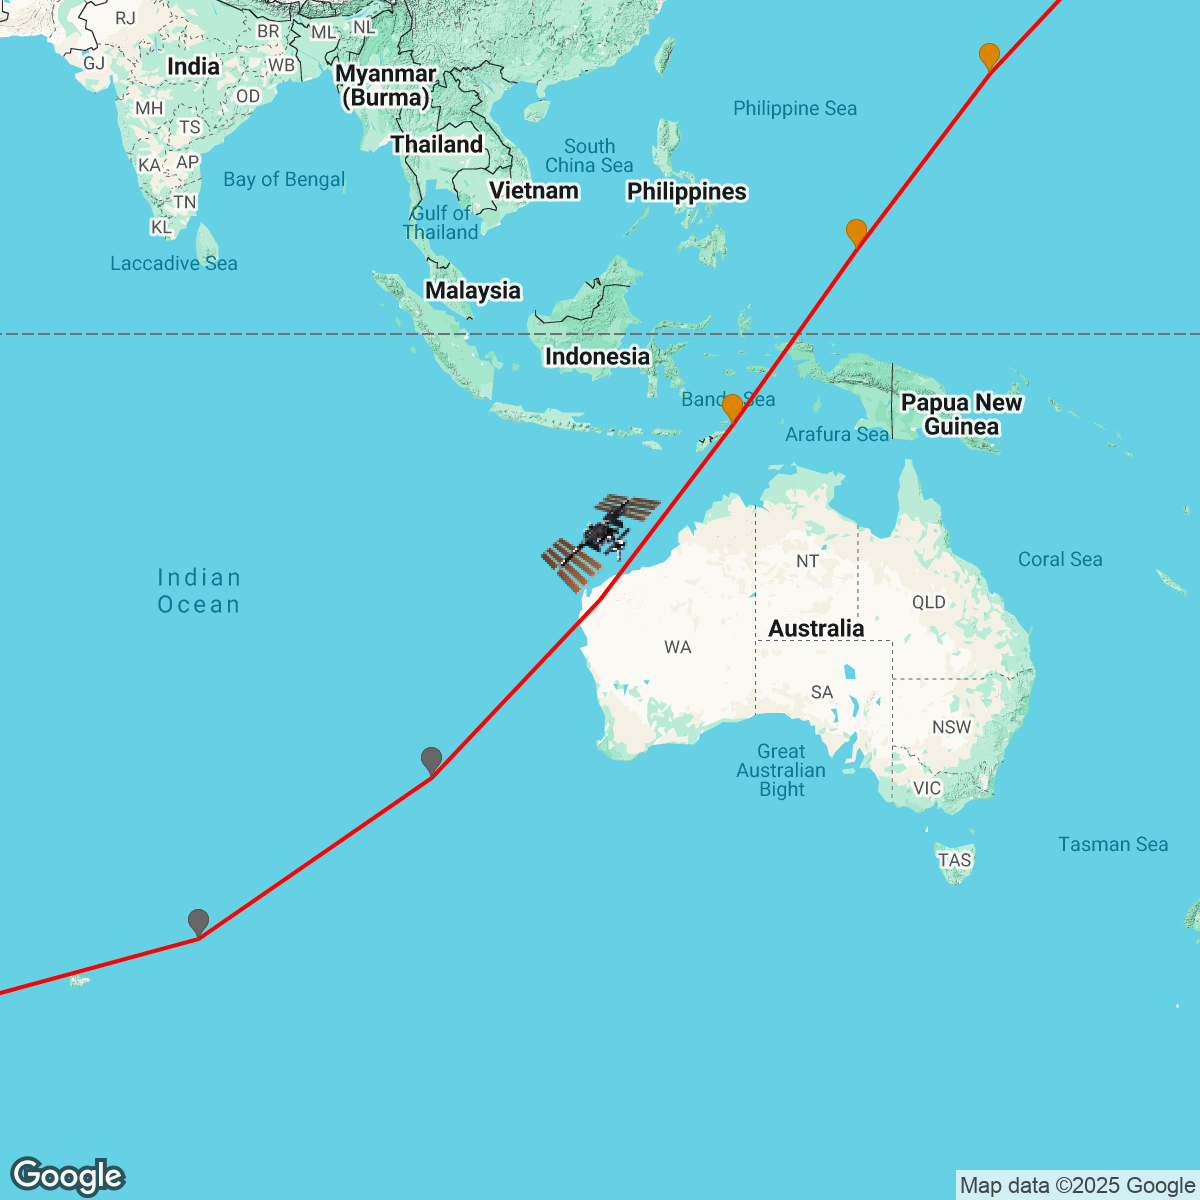 RJ
BR
ML
NL
GJ
India
WB
Myanmar
(Burma)
OD
MH
Philippine Sea
TS
Thailand
South
China Sea
KA
AP
Bay of Bengal
Vietnam
Philippines
TN
Gulf of
Thailand
KL
Laccadive Sea
Malaysia
Indonesia
Banda Sea
Papua New
Guinea
Arafura Sea
Coral Sea
NT
Indian
Ocean
QLD
Australia
WA
SA
NSW
Great
Australian
Bight
VIC
Tasman Sea
TAS
Google
Map data ©2025 Google